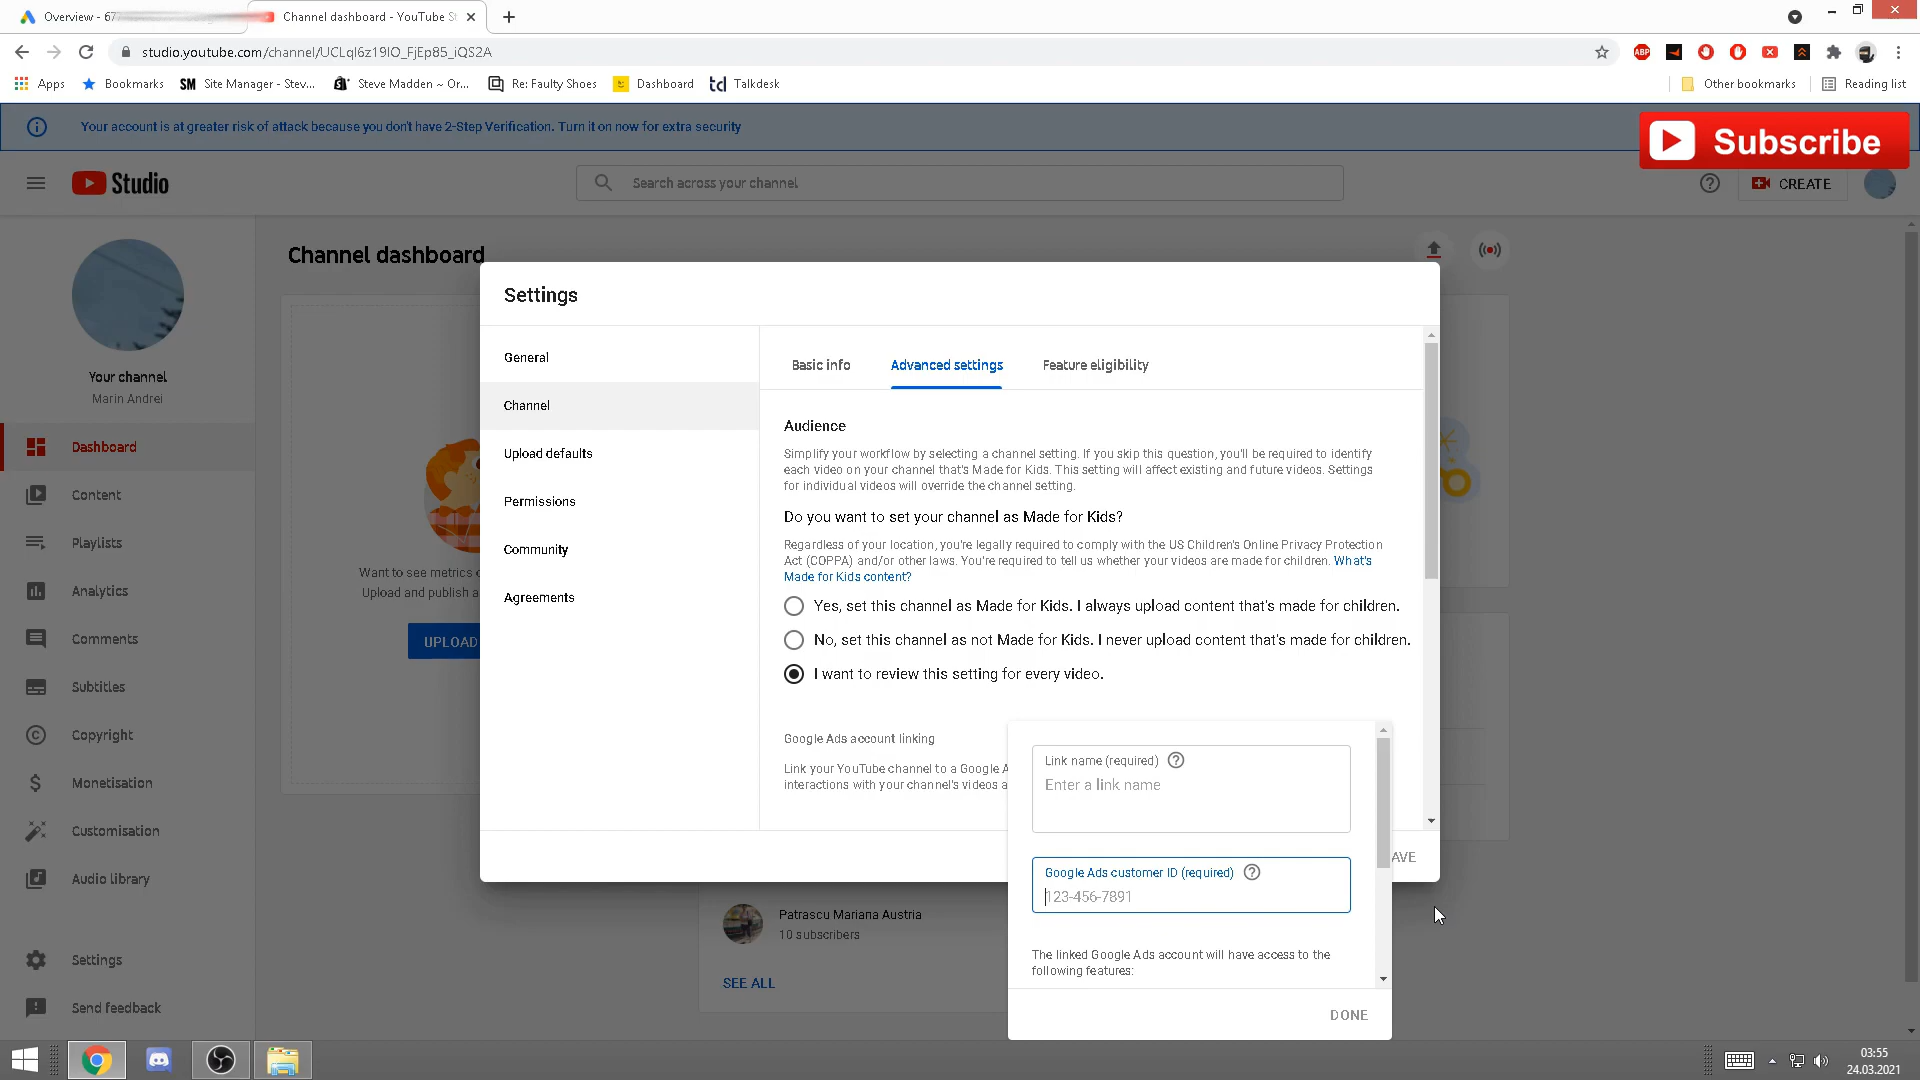 Overview - 67
Channel dashboard - YouTube St
studio.youtube.com/channel/UCLql6z19IO_FjEp85_iQS2A
ABP
Apps
Bookmarks
SM Site Manager - Stev...
Steve Madden ~ Or...
Re: Faulty Shoes
Dashboard
td Talkdesk
Other bookmarks
Reading list
Your account is at greater risk of attack because you don't have 2-Step Verification. Turn it on now for extra security
Subscribe
Studio
Search across your channel
CREATE
Channel dashboard
Your channel
Marin Andrei
Dashboard
Content
Playlists
Analytics
Comments
Subtitles
Copyright
Monetisation
Customisation
Audio library
Settings
Send feedback
Want to see metrics
Upload and publish a
UPLOAD
Settings
General
Channel
Upload defaults
Permissions
Community
Agreements
Basic info
Advanced settings
Feature eligibility
Audience
Simplify your workflow by selecting a channel setting. If you skip this question, you'll be required to identify
each video on your channel that's Made for Kids. This setting will affect existing and future videos. Settings
for individual videos will override the channel setting.
Do you want to set your channel as Made for Kids?
Regardless of your location, you're legally required to comply with the US Children's Online Privacy Protection
Act (COPPA) and/or other laws. You're required to tell us whether your videos are made for children. What's
Made for Kids content?
Yes, set this channel as Made for Kids. I always upload content that's made for children.
No, set this channel as not Made for Kids. I never upload content that's made for children.
I want to review this setting for every video.
Google Ads account linking
Link your YouTube channel to a Google A
interactions with your channel's videos a
Link name (required)
Enter a link name
Google Ads customer ID (required)
123-456-7891
The linked Google Ads account will have access to the
following features:
DONE
AVE
Patrascu Mariana Austria
10 subscribers
SEE ALL
03:55
24.03.2021